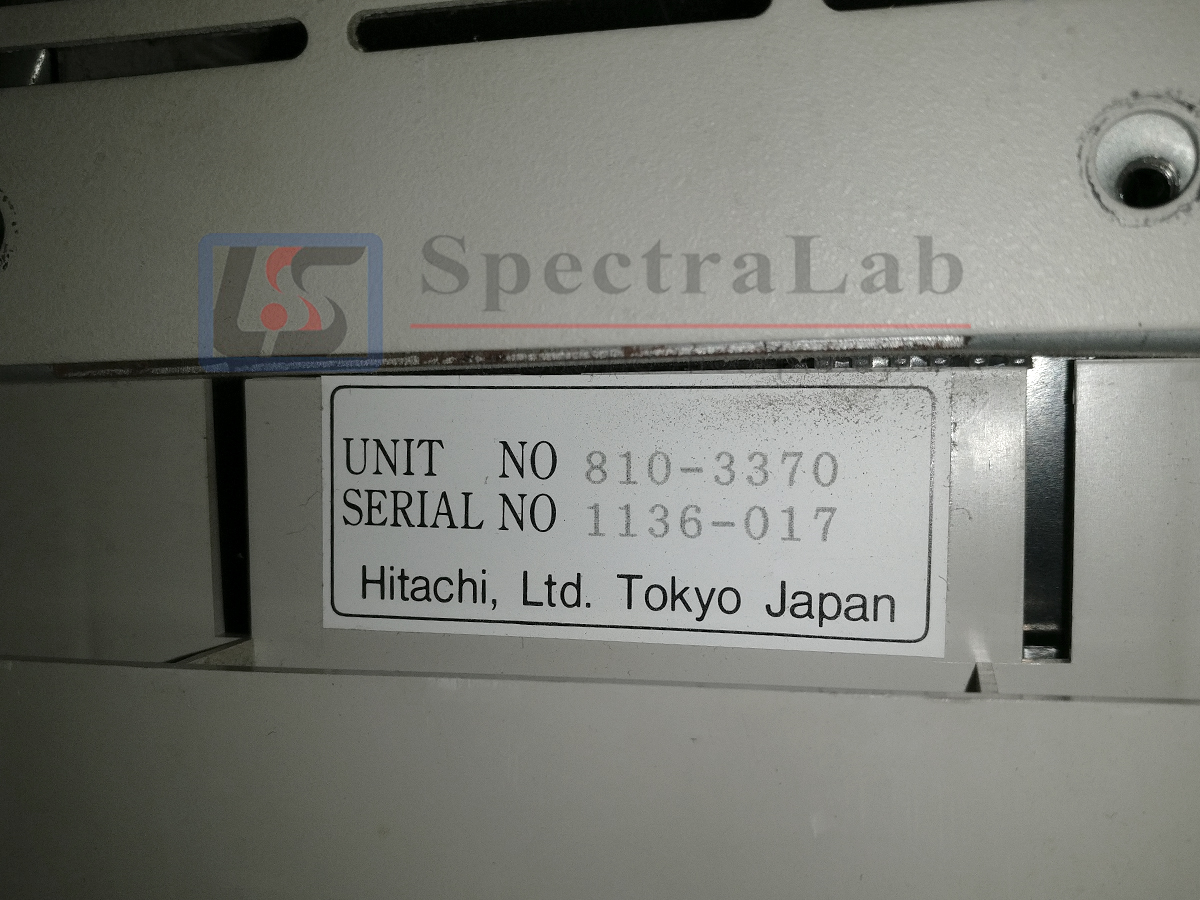 SpectraLab
UNIT NO 810-3370
SERIAL NO 1136-017
Hitachi, Ltd. Tokyo Japan